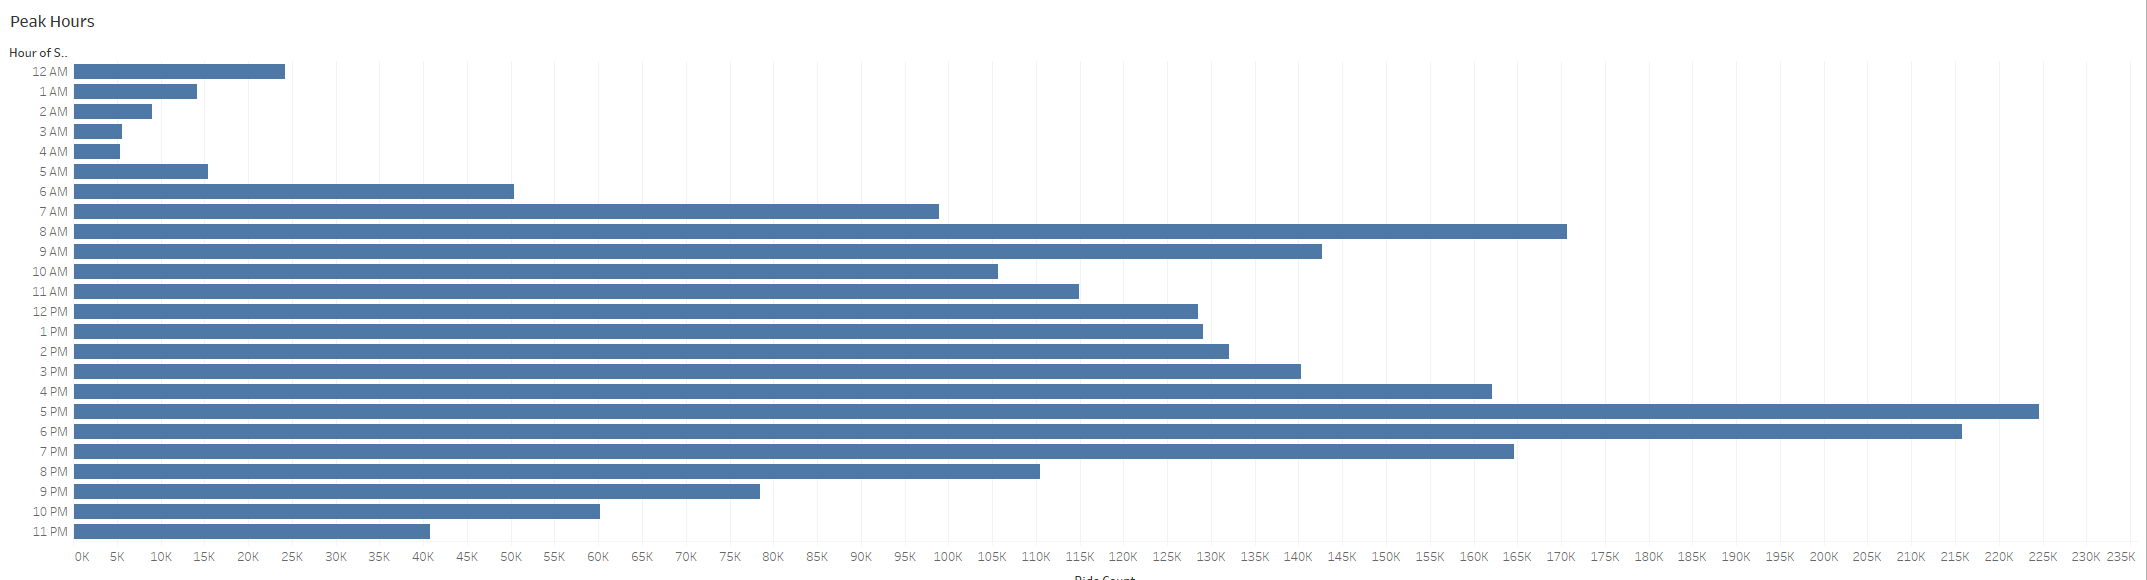 Peak Hours
Hour of S..
12 AM
1 AM
2 AM
3 AM
4 AM
5 AM
6 AM
7 AM
8 AM
9 AM
10 AM
11 AM
12 PM
1 PM
2 PM
3 PM
4 PM
5 PM
6 PM
7 PM
8 PM
9 PM
10 PM
11 PM
0K 5K 10K 15K 20K 25K 30K 35K 40K 45K 50K 55K 60K 65K 70K 75K 80K 85K 90K 95K 100K 105K 110K 115K 120K 125K 130K 135K 140K 145K 150K 155K 160K 165K 170K 175K 180K 185K 190K 195K 200K 205K 210K 215K 220K 225K 230K 235K
Ride Count